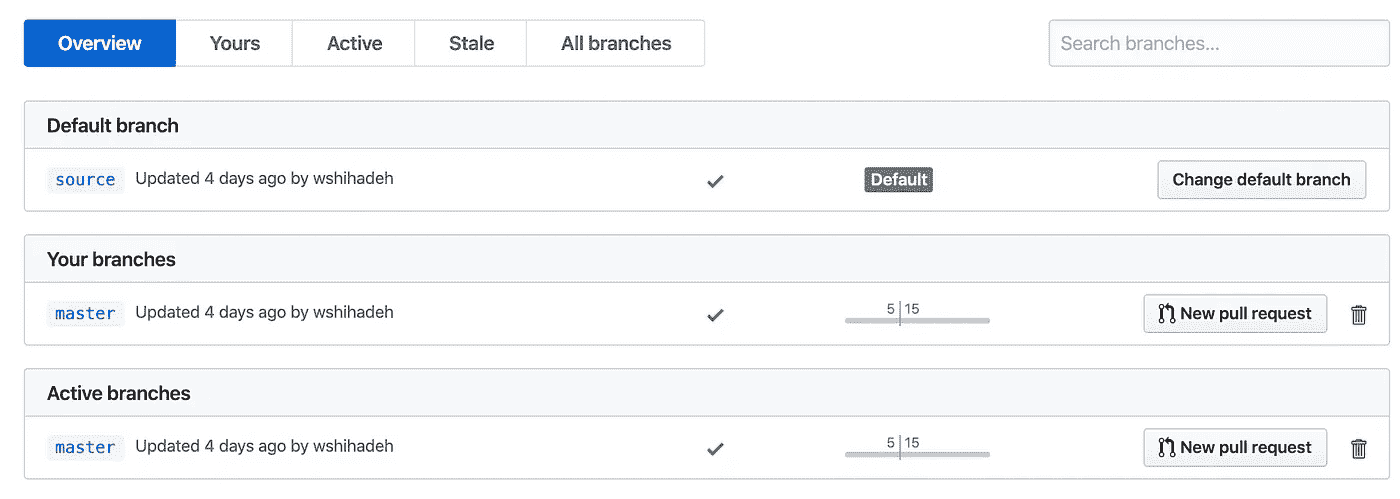 Overview Yours Active Stale All branches Search branches...
Default branch
source Updated 4 days ago by wshihadeh Default Change default branch
Your branches
master Updated 4 days ago by wshihadeh 5 15 New pull request
Active branches
master Updated 4 days ago by wshihadeh 5 15 New pull request